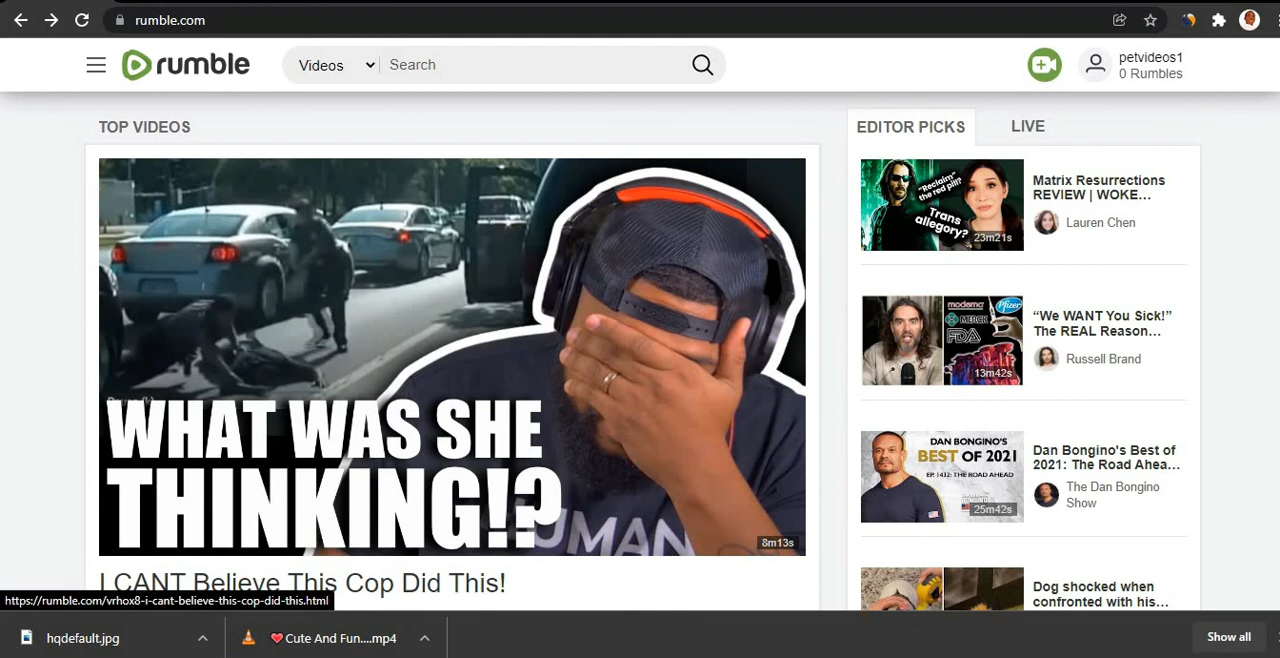 rumble.com
rumble
Videos
Search
petvideos1
0 Rumbles
TOP VIDEOS
WHAT WAS SHE
THINKING!?
HUMAN
8m13s
I CANT Believe This Cop Did This!
EDITOR PICKS
LIVE
"Reclaim"
the red pill?
Trans
allegory?
23m21s
Matrix Resurrections
REVIEW | WOKE...
Lauren Chen
moderna
Pfizer
MERCK
FDA
13m42s
“We WANT You Sick!”
The REAL Reason...
Russell Brand
DAN BONGINO'S
BEST OF 2021
EP. 1432: THE ROAD AHEAD
25m42s
Dan Bongino's Best of
2021: The Road Ahea...
The Dan Bongino
Show
Dog shocked when
confronted with his...
https://rumble.com/vrhox8-i-cant-believe-this-cop-did-this.html
hqdefault.jpg
❤️Cute And Fun....mp4
Show all